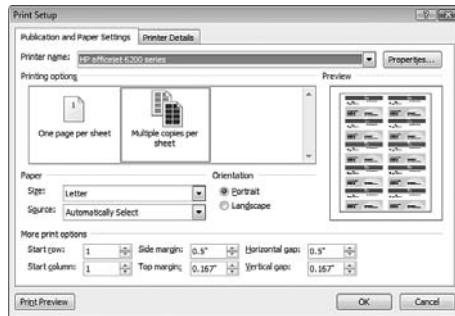 Print Setup
Publication and Paper Settings Printer Details
Printer name: HP officejet 6200 series Properties...
Printing options Preview
1
One page per sheet Multiple copies per sheet
Paper Orientation
Size: Letter Portrait
Source: Automatically Select Landscape
More print options
Start row: 1 Side margin: 0.5" Horizontal gap: 0.5"
Start column: 1 Top margin: 0.167" Vertical gap: 0.167"
Print Preview OK Cancel